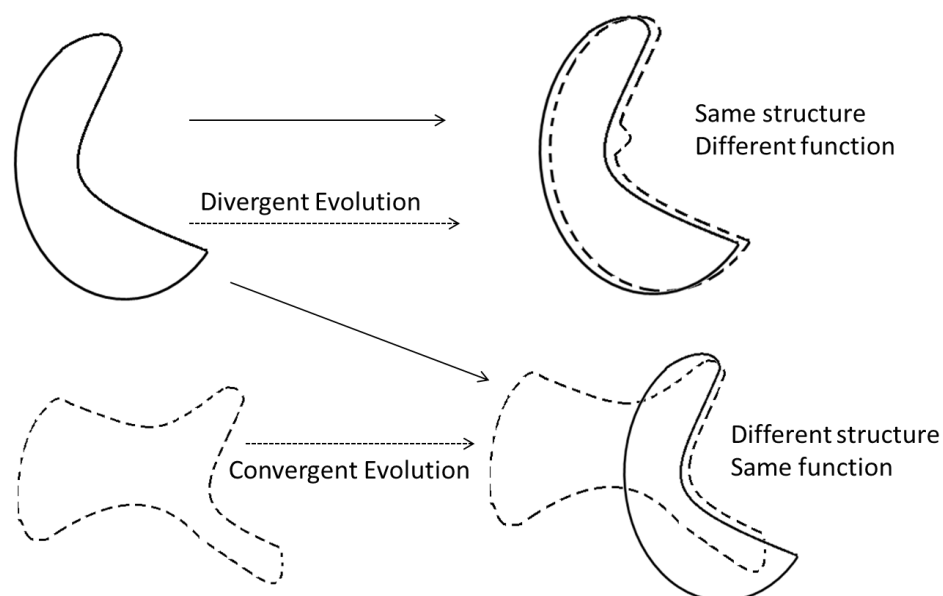 Same structure
Different function
Divergent Evolution
Different structure
Same function
Convergent Evolution